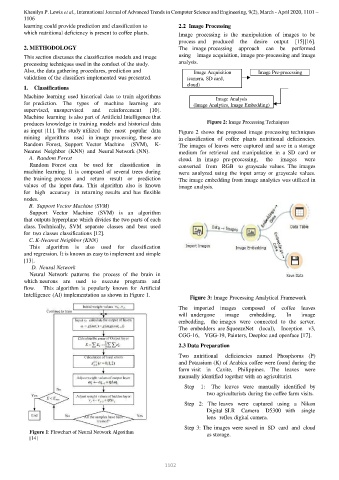 Khanilyn P. Lewis et al., International Journal of Advanced Trends in Computer Science and Engineering, 9(2), March - April 2020, 1101 –
1106
learning could provide prediction and classification to
which nutritional deficiency is present to coffee plants.
2. METHODOLOGY
This section discusses the classification models and image
processing techniques used in the conduct of the study.
Also, the data gathering procedures, prediction and
validation of the classifiers implemented was presented.
1. Classifications
Machine learning used historical data to train algorithms
for prediction. The types of machine learning are
supervised, unsupervised and reinforcement [10].
Machine learning is also part of Artificial Intelligence that
produces knowledge in training models and historical data
as input [11]. The study utilized the most popular data
mining algorithms used in image processing, these are
Random Forest, Support Vector Machine (SVM), K-
Nearest Neighbor (KNN) and Neural Network (NN).
A. Random Forest
Random Forest can be used for classification in
machine learning. It is composed of several trees during
the training process and return result or prediction
values of the input data. This algorithm also is known
for high accuracy in returning results and has flexible
nodes.
B. Support Vector Machine (SVM)
Support Vector Machine (SVM) is an algorithm
that outputs hyperplane which divides the two parts of each
class. Technically, SVM separate classes and best used
for two classes classifications [12].
C. K-Nearest Neighbor (KNN)
This algorithm is also used for classification
and regression. It is known as easy to implement and simple
[13].
D. Neural Network
Neural Network patterns the process of the brain in
which neurons are used to execute programs and
flow. This algorithm is popularly known for Artificial
Intelligence (AI) implementation as shown in Figure 1.
Yes
No
End
No
Yes
Figure 1: Flowchart of Neural Network Algorithm
[14]
2.2 Image Processing
Image processing is the manipulation of images to be
process and produced the desire output [15][16].
The image processing approach can be performed
using image acquisition, image pre-processing and image
analysis.
Image Acquisition
(camera, SD card,
cloud)
Image Pre-processing
Image Analysis
(Image Analytics, Image Embedding)
Figure 2: Image Processing Techniques
Figure 2 shows the proposed image processing techniques
in classification of coffee plants nutritional deficiencies.
The images of leaves were captured and save in a storage
medium for retrieval and manipulation in a SD card or
cloud. In image pre-processing, the images were
converted from RGB to grayscale values. The images
were analyzed using the input array or grayscale values.
The image embedding from image analytics was utilized in
image analysis.
Import Images
Image Embedding
Data Table
Save Data
Figure 3: Image Processing Analytical Framework
The imported images composed of coffee leaves
will undergone image embedding. In image
embedding, the images were connected to the server.
The embedders are SqueezeNet (local), Inception v3,
CGG-16, VGG-19, Painters, Deeploc and openface [17].
2.3 Data Preparation
Two nutritional deficiencies named Phosphorus (P)
and Potassium (K) of Arabica coffee were found during the
farm visit in Cavite, Philippines. The leaves were
manually identified together with an agriculturist.
Step 1: The leaves were manually identified by
two agriculturists during the coffee farm visits.
Step 2: The leaves were captured using a Nikon
Digital SLR Camera D5300 with single
lens reflex digital camera.
Step 3: The images were saved in SD card and cloud
as storage.
1102